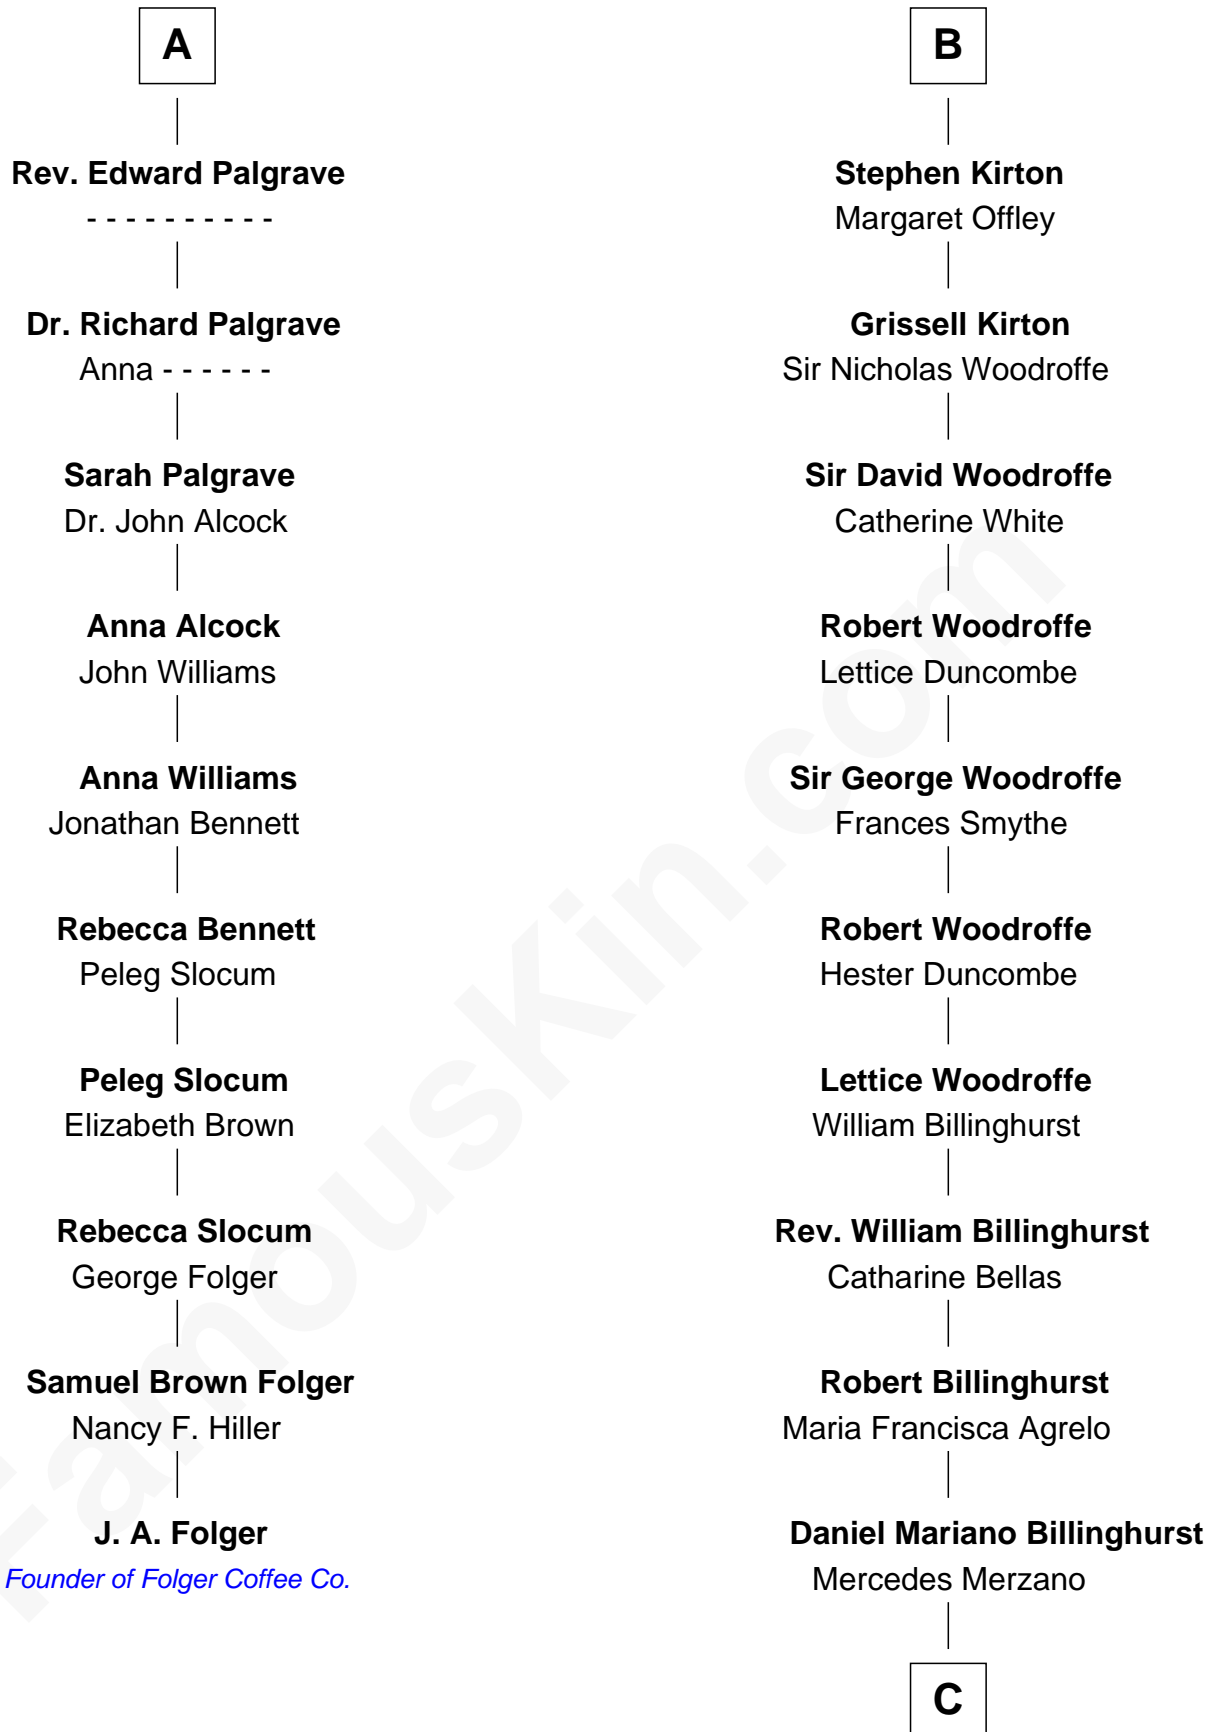 A
Rev. Edward Palgrave
- - - - - - - - - -
Dr. Richard Palgrave
Anna - - - - - -
Sarah Palgrave
Dr. John Alcock
Anna Alcock
John Williams
Anna Williams
Jonathan Bennett
Rebecca Bennett
Peleg Slocum
Peleg Slocum
Elizabeth Brown
Rebecca Slocum
George Folger
Samuel Brown Folger
Nancy F. Hiller
J. A. Folger
Founder of Folger Coffee Co.
B
Stephen Kirton
Margaret Offley
Grissell Kirton
Sir Nicholas Woodroffe
Sir David Woodroffe
Catherine White
Robert Woodroffe
Lettice Duncombe
Sir George Woodroffe
Frances Smythe
Robert Woodroffe
Hester Duncombe
Lettice Woodroffe
William Billinghurst
Rev. William Billinghurst
Catharine Bellas
Robert Billinghurst
Maria Francisca Agrelo
Daniel Mariano Billinghurst
Mercedes Merzano
C
FamousKin.com